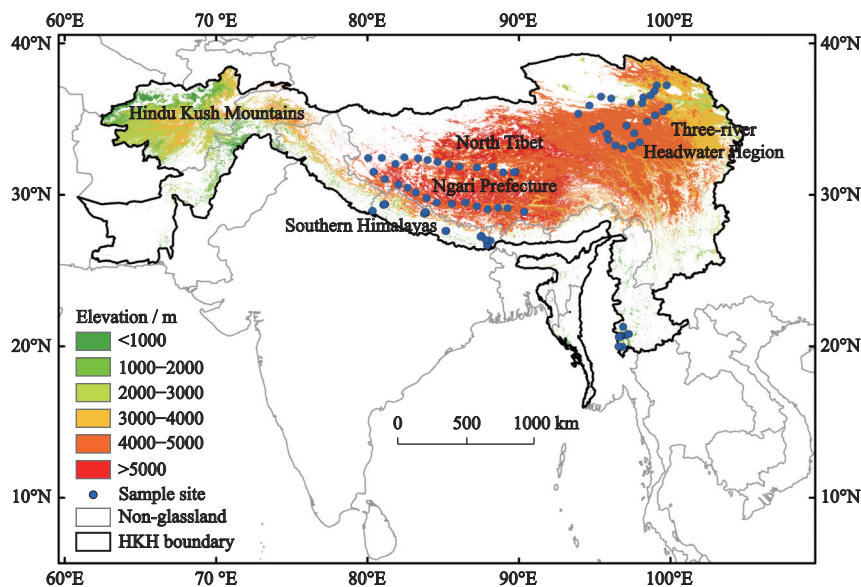 60°E 70°E 80°E 90°E 100°E
40°N 40°N
Hindu Kush Mountains
North Tibet
Three-river
Headwater Hegion
30°N 30°N
Ngari Prefecture
Southern Himalayas
Elevation / m
<1000
20°N 20°N
1000−2000
2000−3000
3000−4000
0 500 1000 km
4000−5000
>5000
10°N 10°N
Sample site
Non-glassland
HKH boundary
60°E 70°E 80°E 90°E 100°E